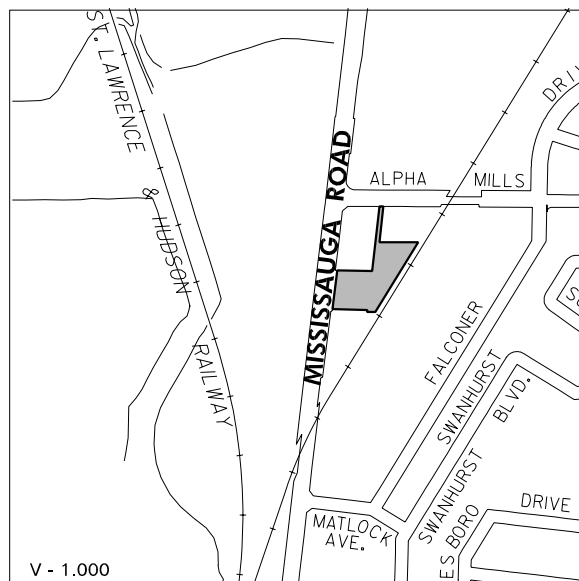 ST. LAWRENCE
& HUDSON
RAILWAY
MISSISSAUGA ROAD
ALPHA MILLS
FALCONER
SWANHURST
SWANHURST
BLVD.
MATLOCK
AVE.
DRIVE
V - 1.000